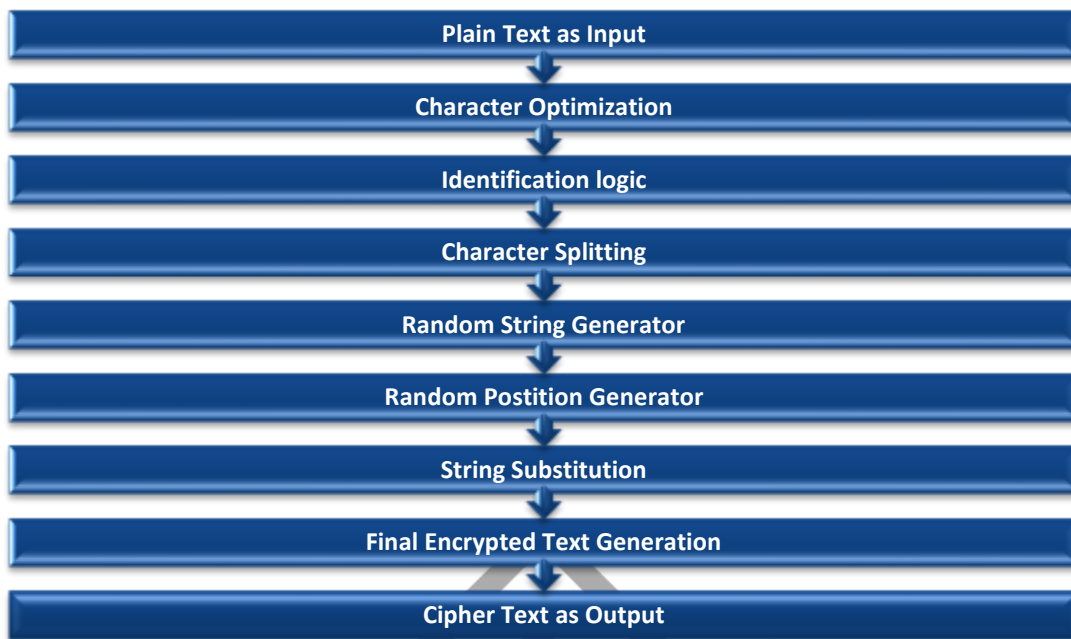 Plain Text as Input
Character Optimization
Identification logic
Character Splitting
Random String Generator
Random Postition Generator
String Substitution
Final Encrypted Text Generation
Cipher Text as Output